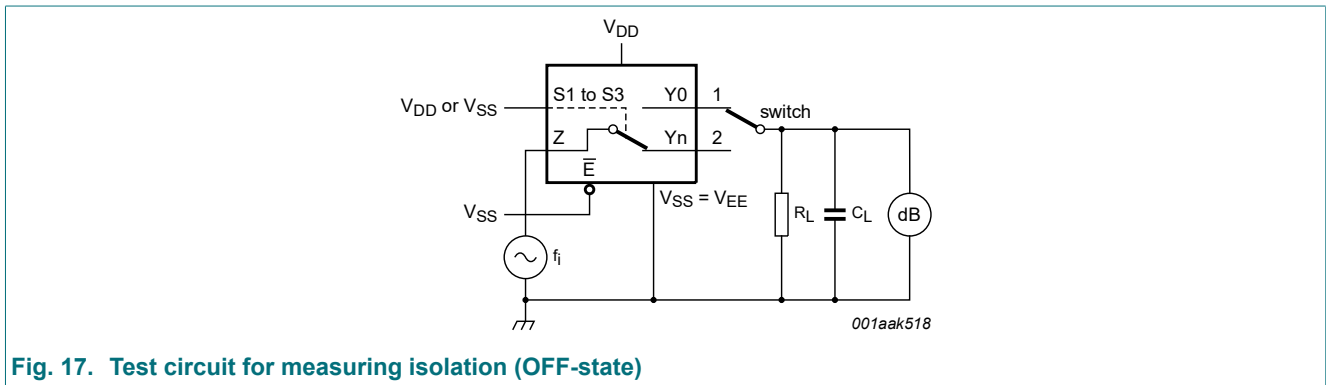 VDD
VDD or VSS
S1 to S3
Y0
1
switch
Z
Yn
2
E̅
VSS = VEE
VSS
RL
CL
dB
fi
001aak518
Fig. 17. Test circuit for measuring isolation (OFF-state)